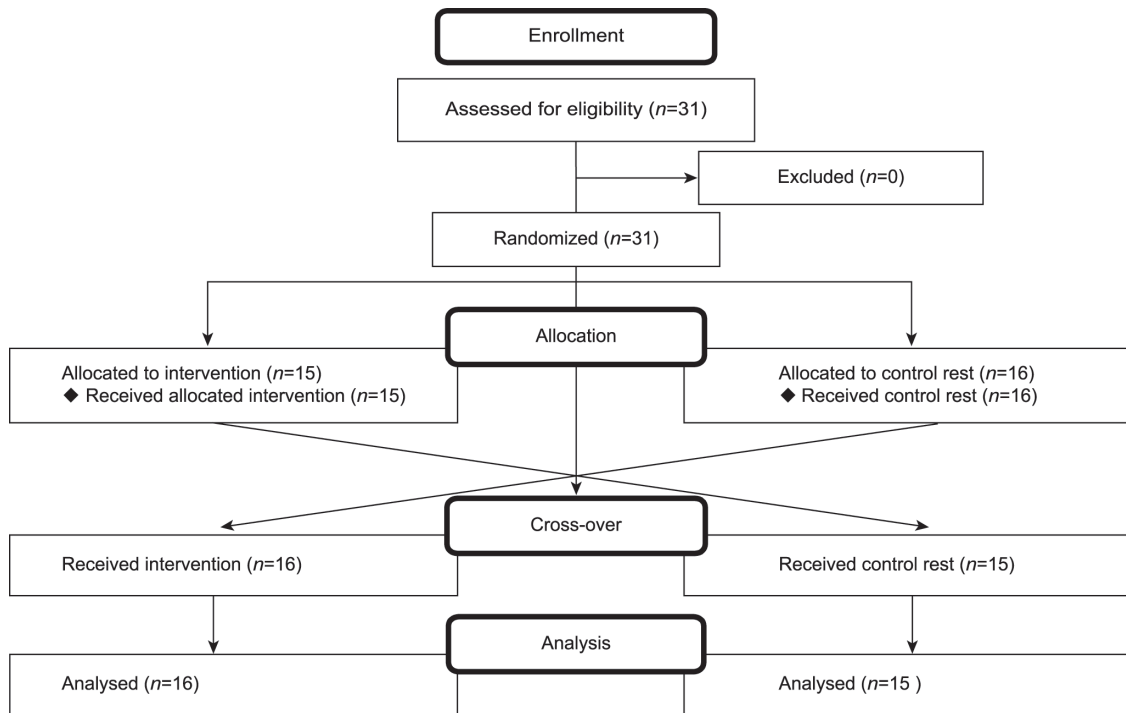 Enrollment
Assessed for eligibility (n=31)
Excluded (n=0)
Randomized (n=31)
Allocation
Allocated to intervention (n=15)
◆ Received allocated intervention (n=15)
Allocated to control rest (n=16)
◆ Received control rest (n=16)
Cross-over
Received intervention (n=16)
Received control rest (n=15)
Analysis
Analysed (n=16)
Analysed (n=15 )